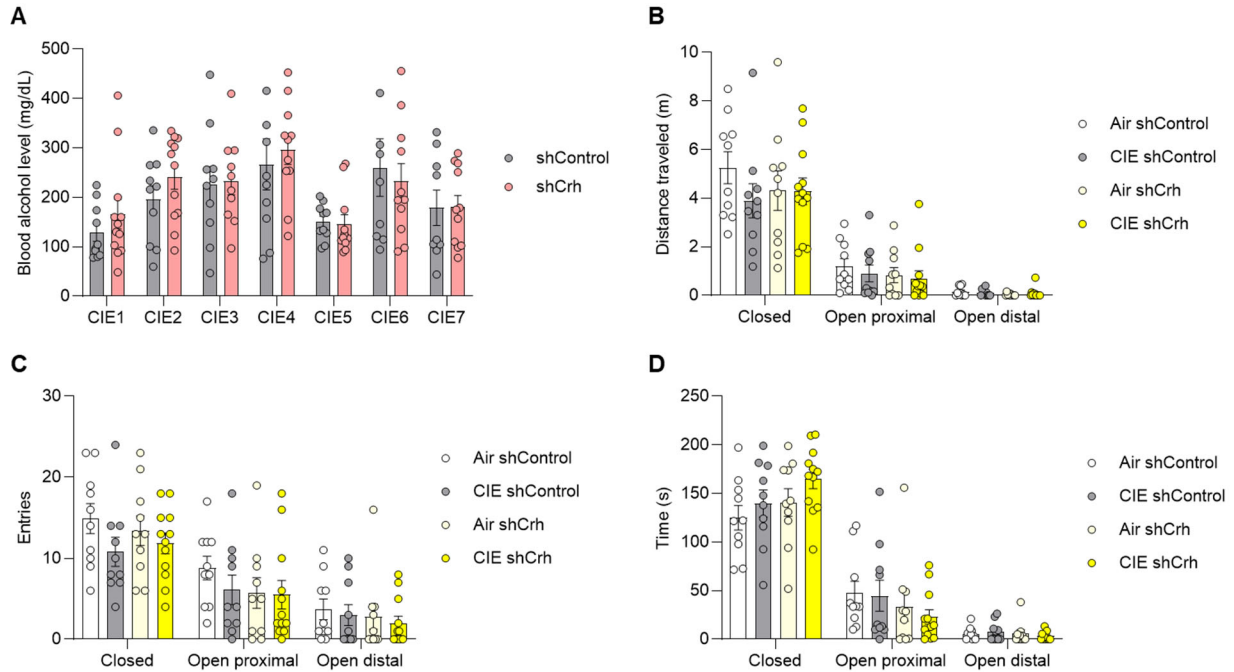 A
Blood alcohol level (mg/dL)
500
400
300
200
100
0
CIE1 CIE2 CIE3 CIE4 CIE5 CIE6 CIE7
shControl
shCrh
B
Distance traveled (m)
10
8
6
4
2
0
Closed Open proximal Open distal
Air shControl
CIE shControl
Air shCrh
CIE shCrh
C
Entries
30
20
10
0
Closed Open proximal Open distal
Air shControl
CIE shControl
Air shCrh
CIE shCrh
D
Time (s)
250
200
150
100
50
0
Closed Open proximal Open distal
Air shControl
CIE shControl
Air shCrh
CIE shCrh